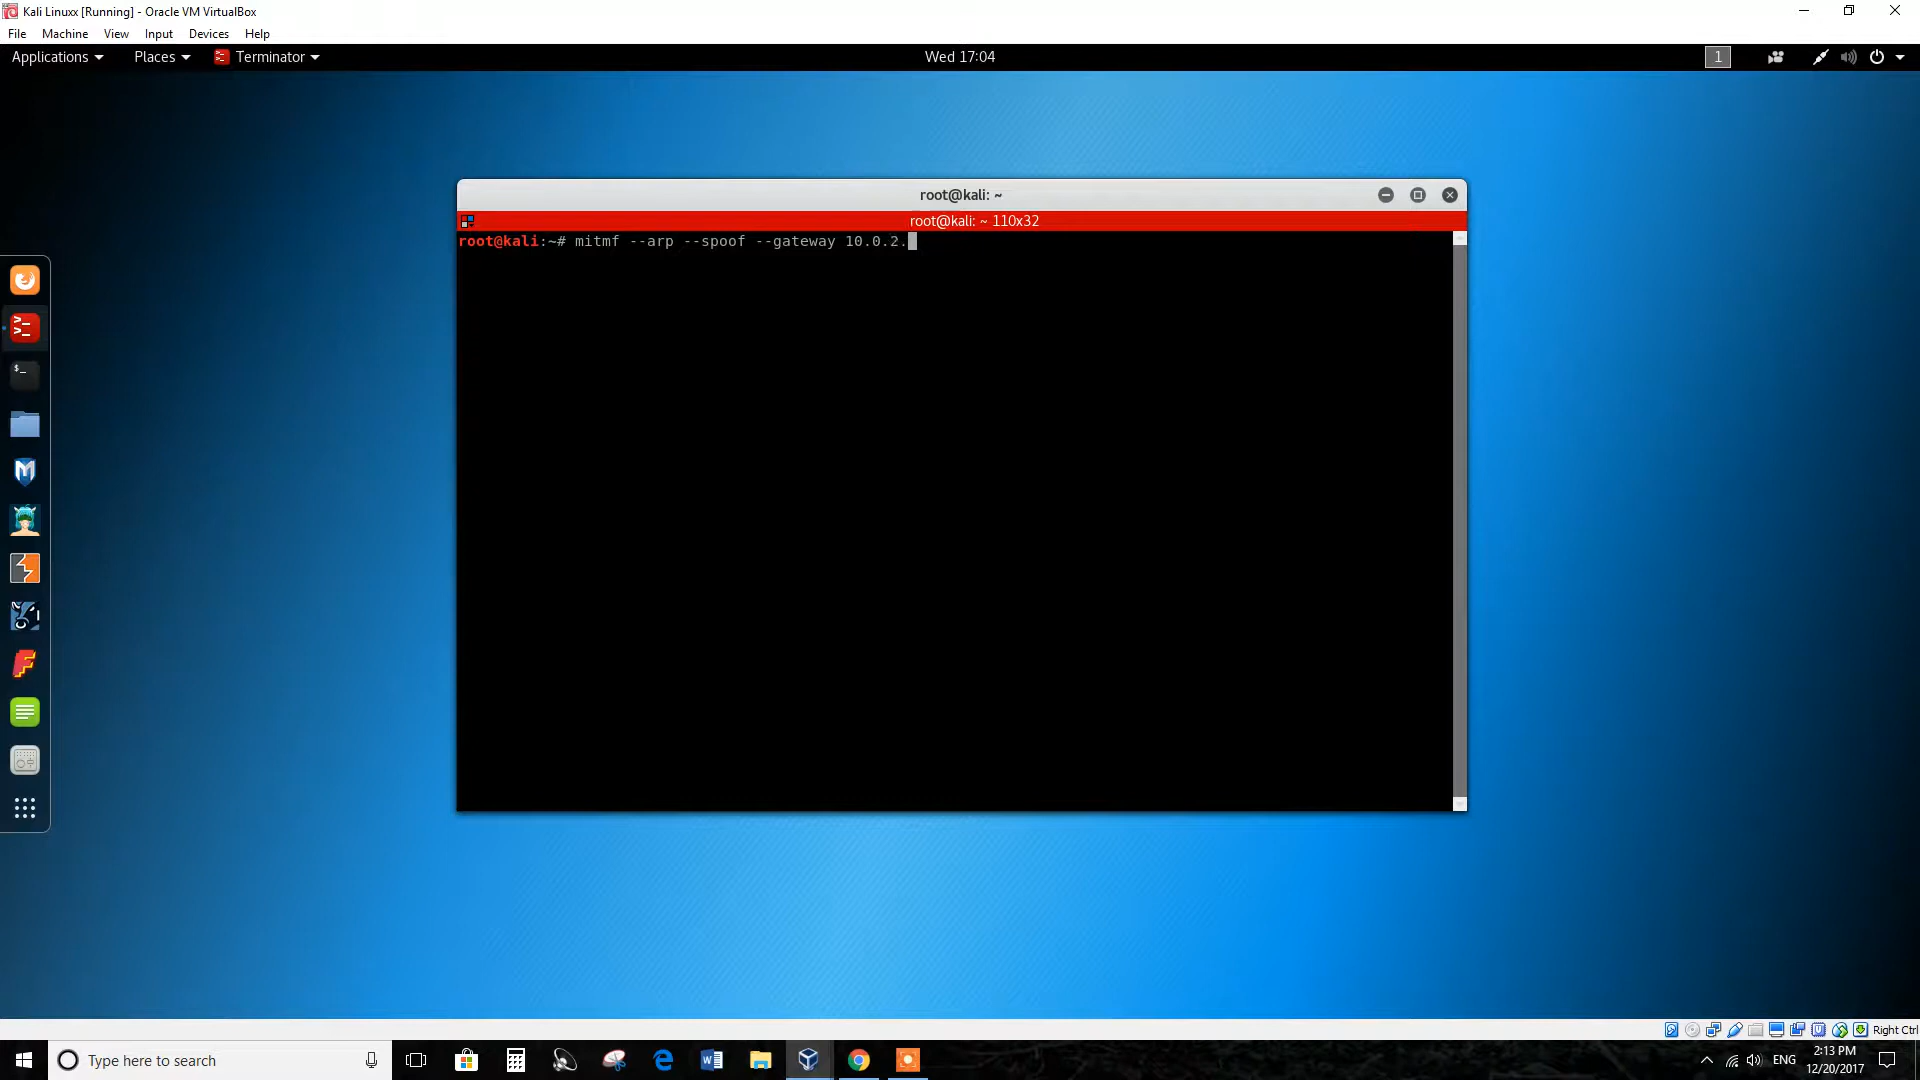 Kali Linuxx [Running] - Oracle VM VirtualBox
File Machine View Input Devices Help
Applications Places Terminator Wed 17:04 1
root@kali: ~
root@kali: ~ 110x32
root@kali:~# mitmf --arp --spoof --gateway 10.0.2.
Right Ctrl
Type here to search
ENG
2:13 PM
12/20/2017